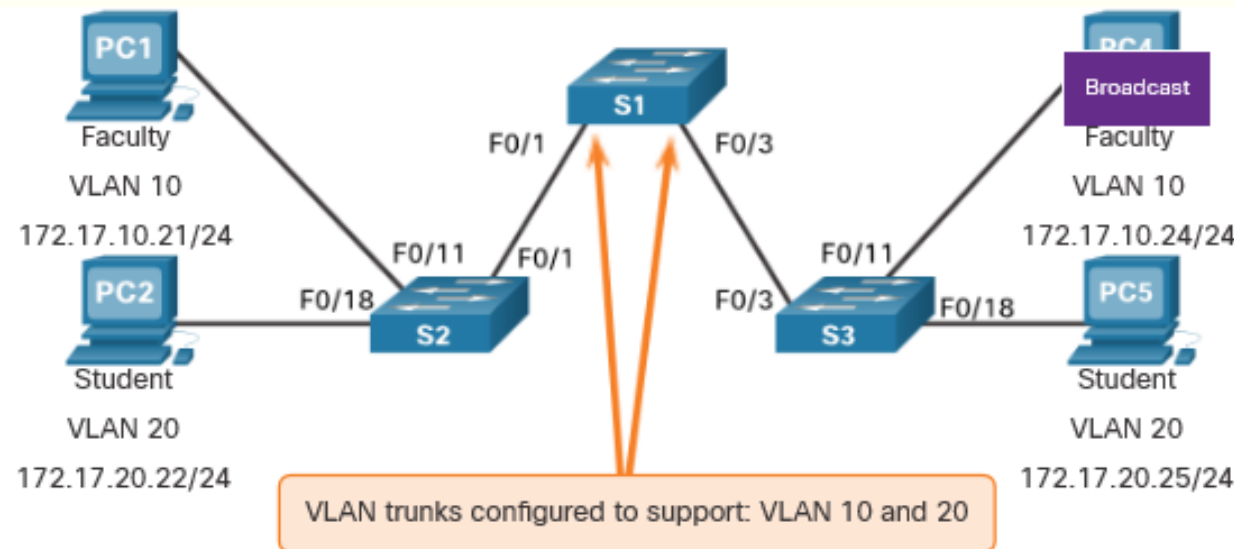 PC1
Faculty
VLAN 10
172.17.10.21/24
PC2
Student
VLAN 20
172.17.20.22/24
F0/11
F0/18
S2
F0/1
F0/1
S1
F0/3
F0/3
S3
F0/11
F0/18
PC4
Broadcast
Faculty
VLAN 10
172.17.10.24/24
PC5
Student
VLAN 20
172.17.20.25/24
VLAN trunks configured to support: VLAN 10 and 20